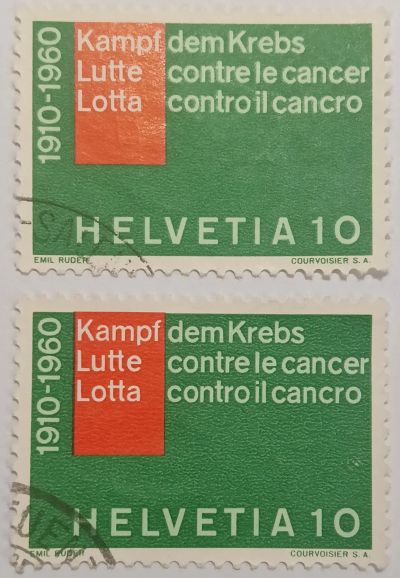 1910-1960
Kampf dem Krebs
Lutte contre le cancer
Lotta contro il cancro
HELVETIA 10
EMIL RUDER COURVOISIER S.A.
1910-1960
Kampf dem Krebs
Lutte contre le cancer
Lotta contro il cancro
HELVETIA 10
EMIL RUDER COURVOISIER S.A.